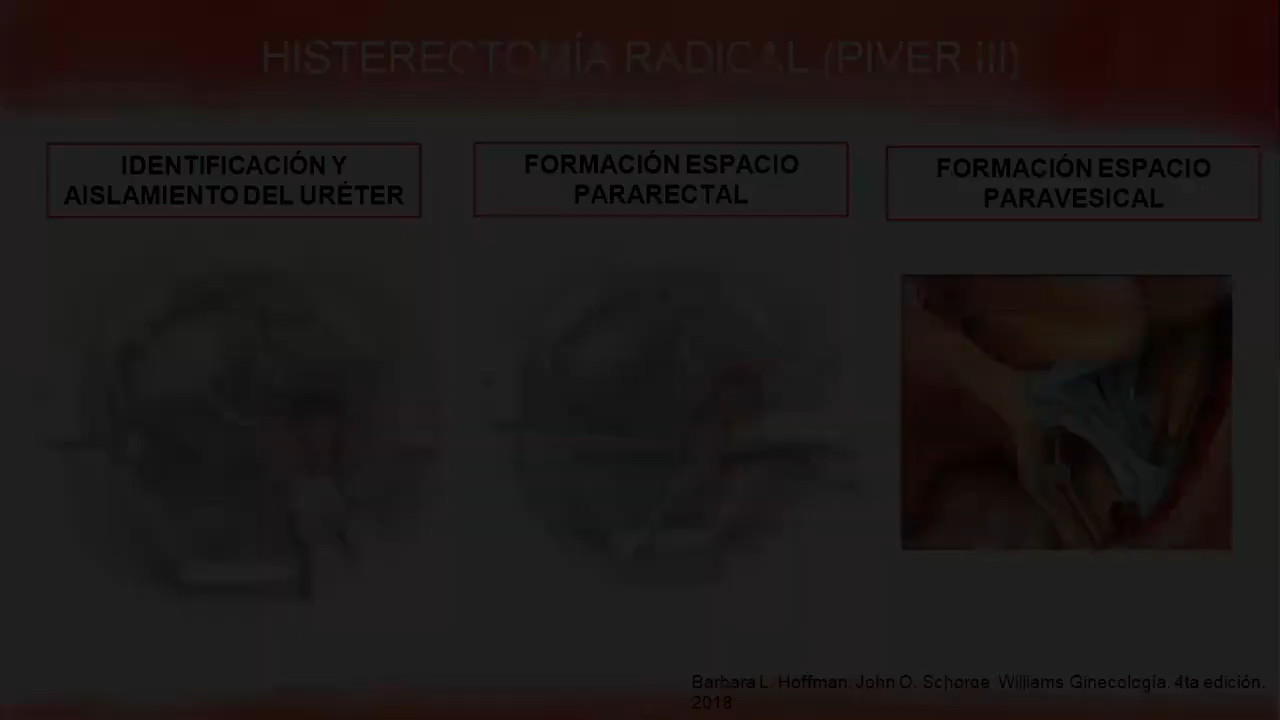 HISTERECTOMÍA RADICAL (PIVER III)
IDENTIFICACIÓN Y
AISLAMIENTO DEL URÉTER
FORMACIÓN ESPACIO
PARARECTAL
FORMACIÓN ESPACIO
PARAVESICAL
Barbara L. Hoffman, John O. Schorge Williams Ginecología. 4ta edición.
2018